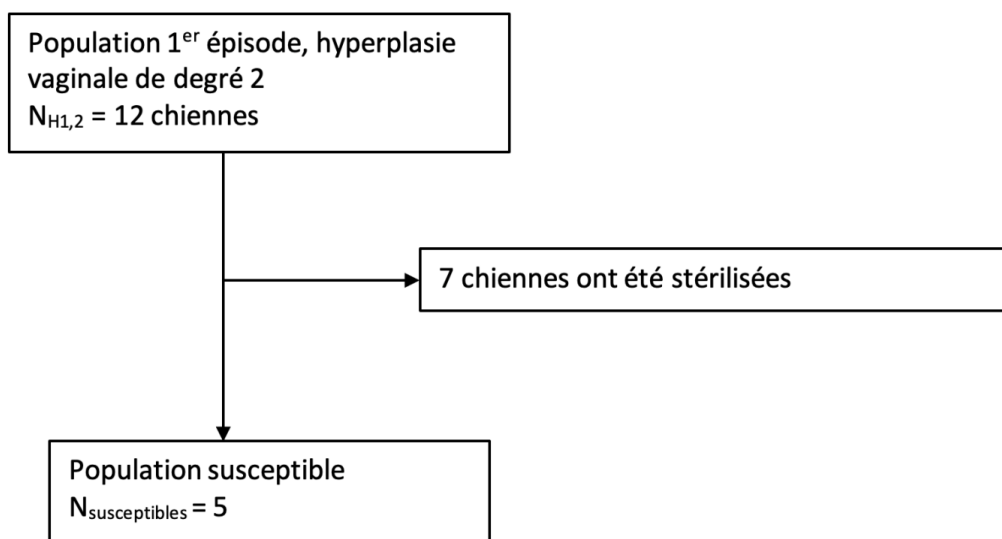 Population 1er épisode, hyperplasie
vaginale de degré 2
NH1,2 = 12 chiennes
7 chiennes ont été stérilisées
Population susceptible
Nsusceptibles = 5